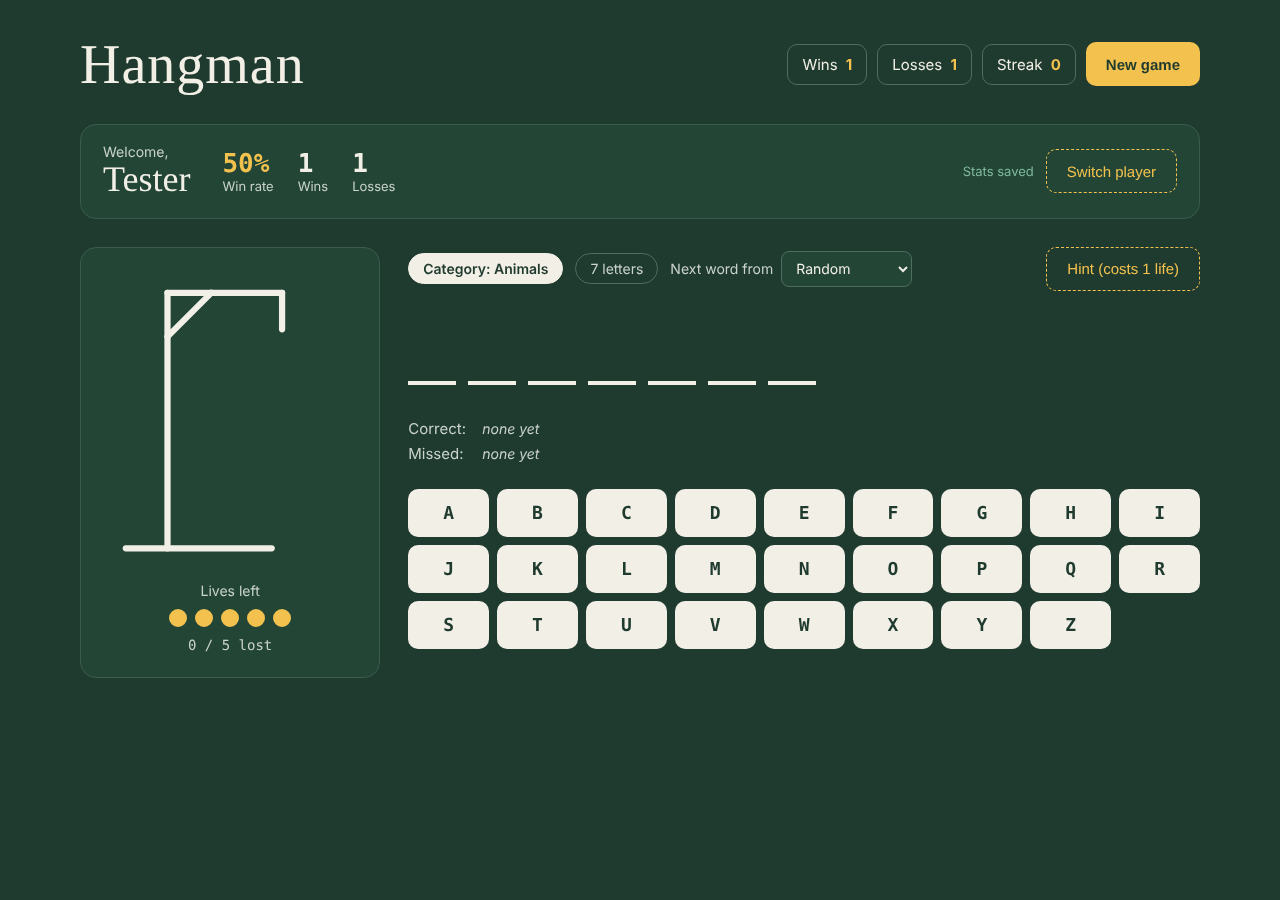 Hangman
Wins 1
Losses 1
Streak 0
New game
Welcome,
Tester
50%
Win rate
1
Wins
1
Losses
Stats saved
Switch player
Category: Animals
7 letters
Next word from
Random
Hint (costs 1 life)
Correct: none yet
Missed: none yet
A B C D E F G H I
J K L M N O P Q R
S T U V W X Y Z
Lives left
0 / 5 lost